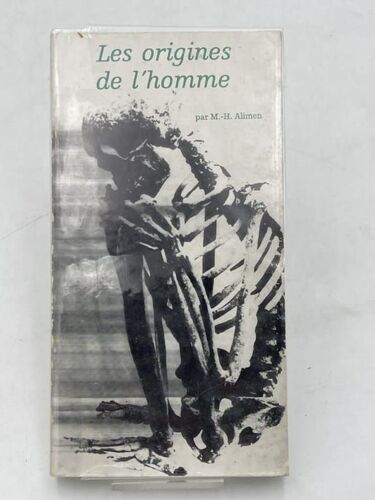 Les origines
de l'homme
par M.-H. Alimen